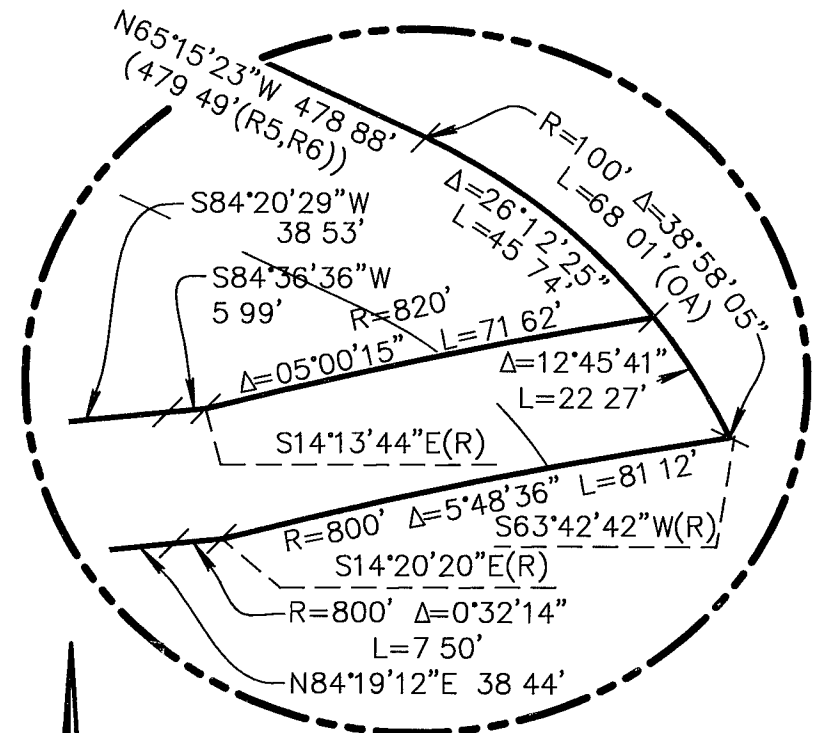 N65°15'23"W 478 88'
(479 49'(R5,R6))
R=100' Δ=38°58'05"
L=68 01'(OA)
Δ=26°12'25"
L=45 74'
S84°20'29"W
38 53'
S84°36'36"W
5 99'
R=820'
Δ=05°00'15" L=71 62'
Δ=12°45'41"
L=22 27'
S14°13'44"E(R)
R=800' Δ=5°48'36" L=81 12'
S63°42'42"W(R)
S14°20'20"E(R)
R=800' Δ=0°32'14"
L=7 50'
N84°19'12"E 38 44'